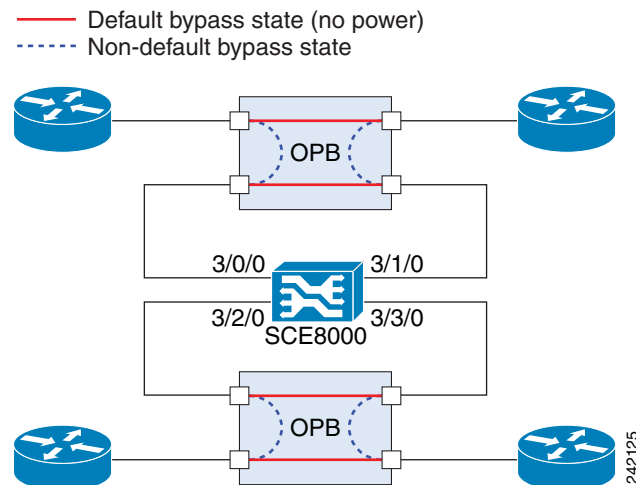 Default bypass state (no power)
Non-default bypass state
OPB
3/0/0 3/1/0
3/2/0 3/3/0
SCE8000
OPB
242125